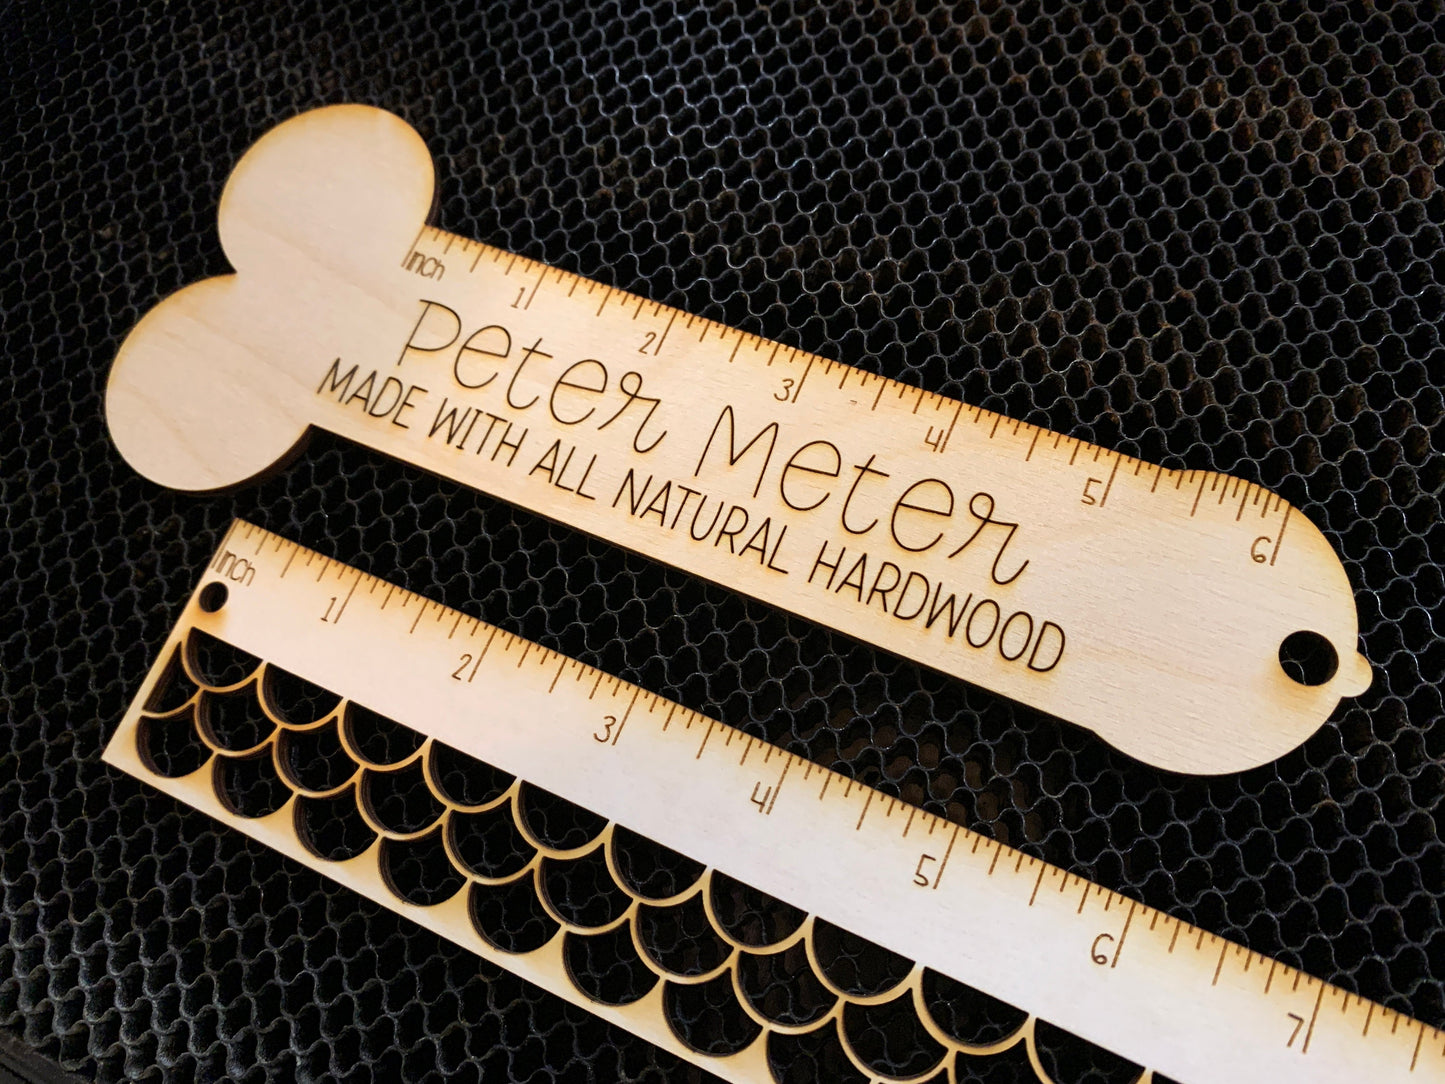 inch 1 2 3 4 5 6
Peter Meter
MADE WITH ALL NATURAL HARDWOOD
inch 1 2 3 4 5 6 7